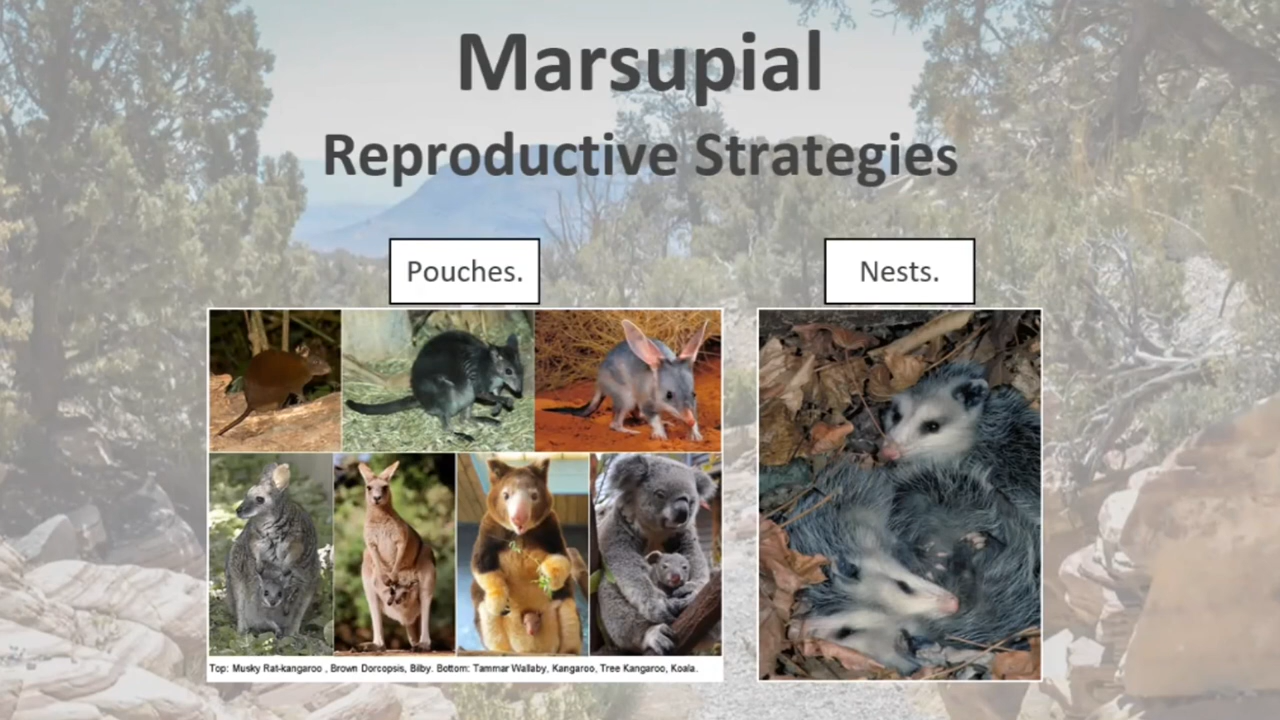 Marsupial
Reproductive Strategies
Pouches.
Nests.
Top: Musky Rat-kangaroo , Brown Dorcopsis, Bilby. Bottom: Tammar Wallaby, Kangaroo, Tree Kangaroo, Koala.